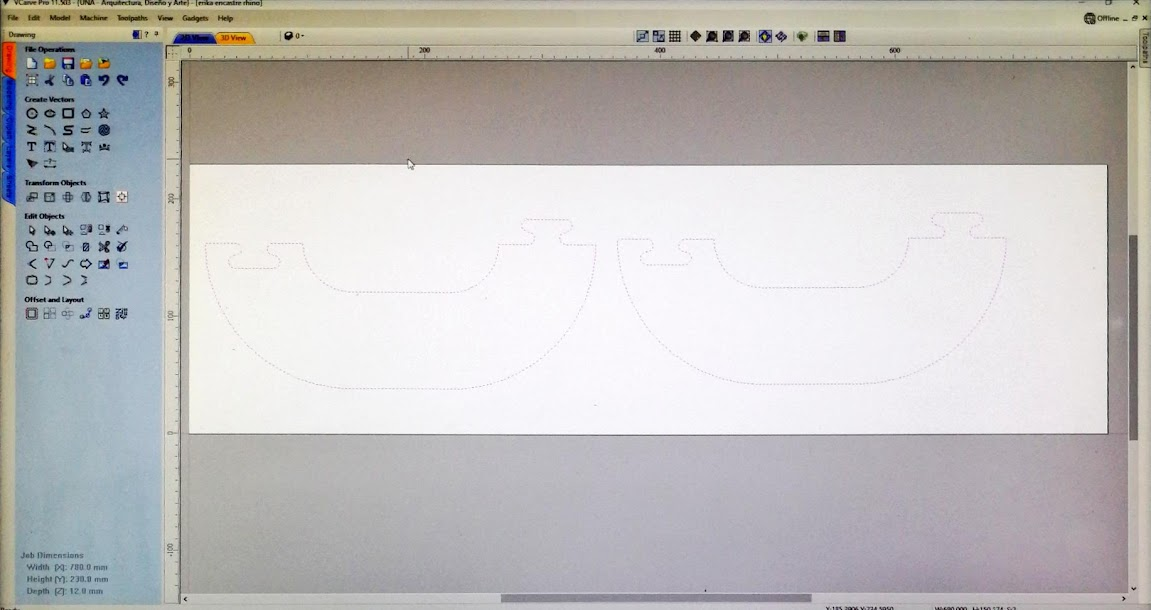 VCarve Pro 11.503 - {UNA - Arquitectura, Diseño y Arte} - [erika encastre rhino]
File Edit Model Machine Toolpaths View Gadgets Help
Offline
Drawing
2D View 3D View
0
Toolpaths
File Operations
0 200 400 600
Create Vectors
Transform Objects
Edit Objects
Offset and Layout
300
200
100
0
-100
Job Dimensions
Width (X): 780.0 mm
Height (Y): 230.0 mm
Depth (Z): 12.0 mm